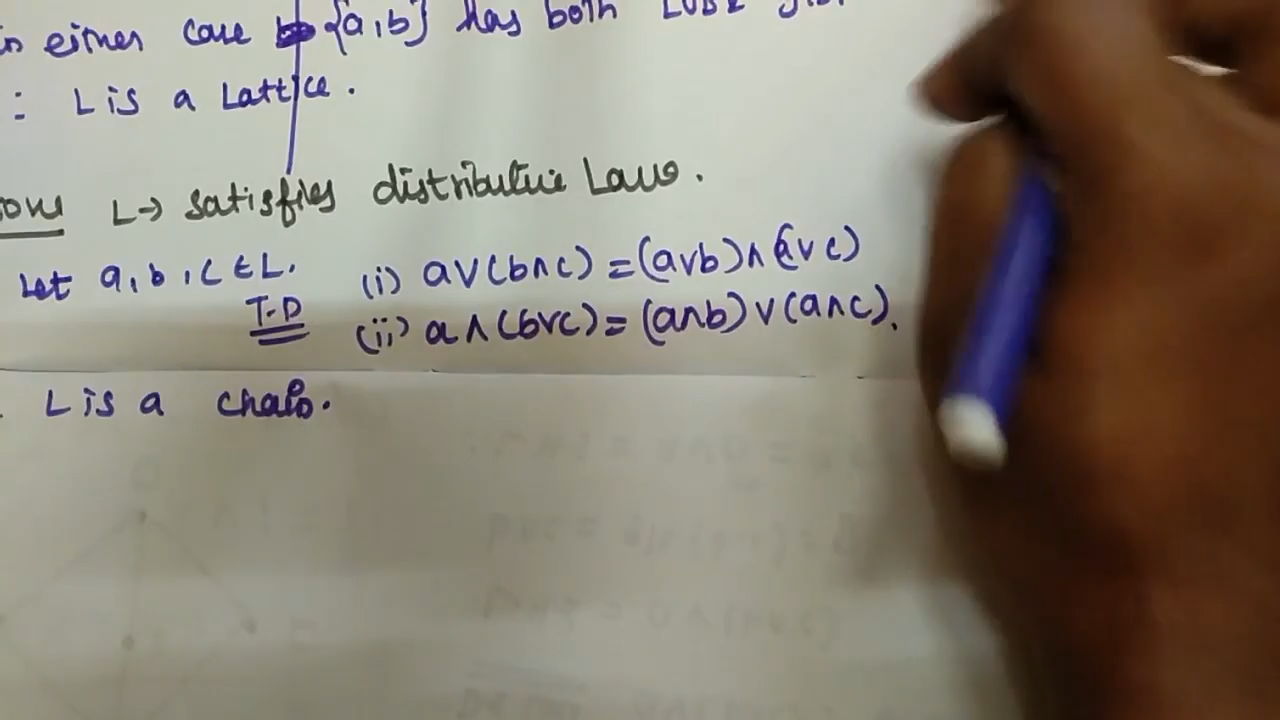 in either case {a,b} has both LUB &
∴ L is a Lattice.
L→ satisfies distributive Laws.
Let a, b, c ∈ L.
T.P
(i) a∨(b∧c) = (a∨b)∧(a∨c)
(ii) a∧(b∨c) = (a∧b)∨(a∧c).
L is a chain.